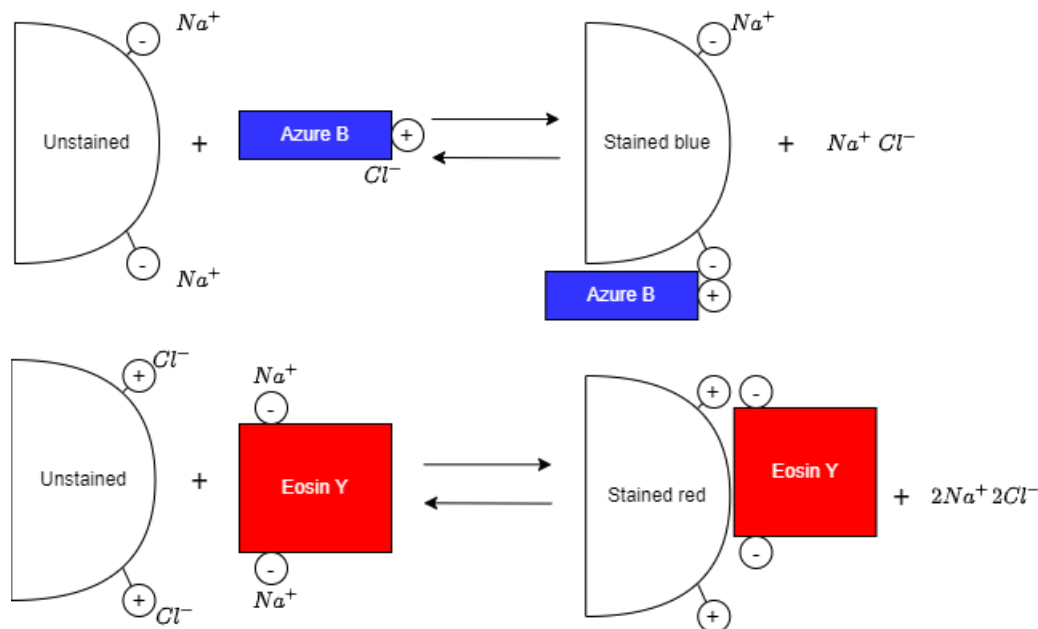 - Na⁺
Unstained + Azure B + Cl⁻
- Na⁺
- Na⁺
Stained blue + Na⁺ Cl⁻
-
Azure B +
+ Cl⁻
Unstained + Na⁺
-
Eosin Y
-
Na⁺
+ Cl⁻
+ -
Stained red Eosin Y + 2Na⁺ 2Cl⁻
-
+